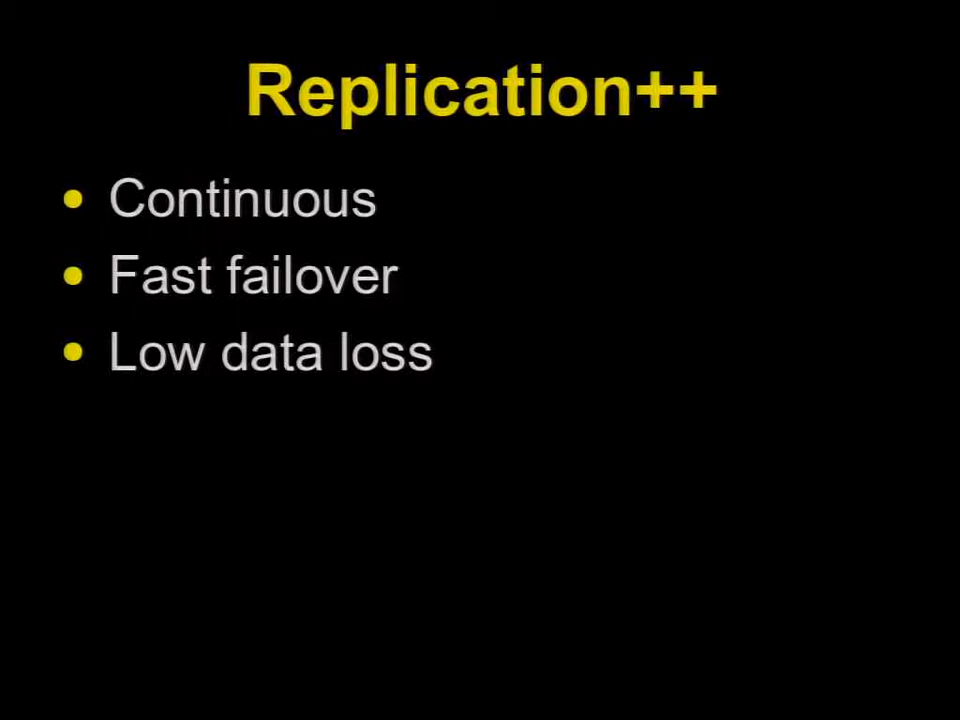 Replication++
• Continuous
• Fast failover
• Low data loss